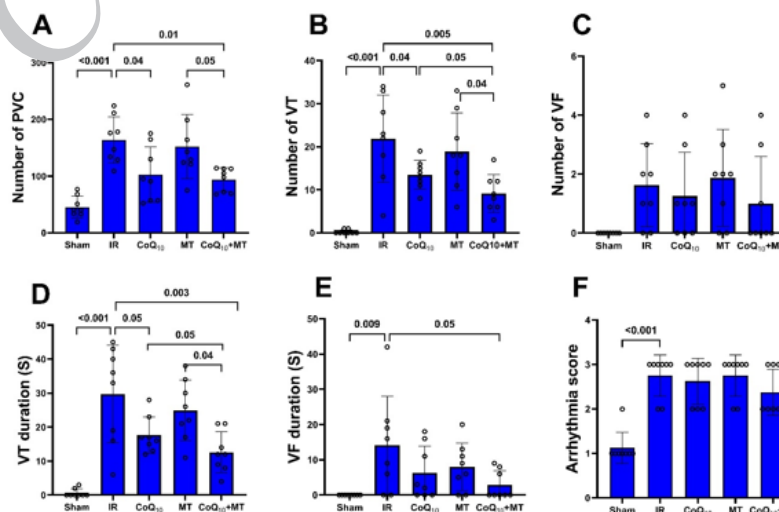 A
Number of PVC
300
200
100
0
0.01
<0.001
0.04
0.05
Sham
IR
CoQ10
MT
CoQ10+MT
B
Number of VT
40
30
20
10
0
0.005
<0.001
0.04
0.05
0.04
Sham
IR
CoQ10
MT
CoQ10+MT
C
Number of VF
6
4
2
0
Sham
IR
CoQ10
MT
CoQ10+M
D
VT duration (S)
50
40
30
20
10
0
0.003
<0.001
0.05
0.05
0.04
Sham
IR
CoQ10
MT
CoQ10+MT
E
VF duration (S)
50
40
30
20
10
0
0.009
0.05
Sham
IR
CoQ10
MT
CoQ10+MT
F
Arrhythmia score
4
3
2
1
0
<0.001
Sham
IR
CoQ10
MT